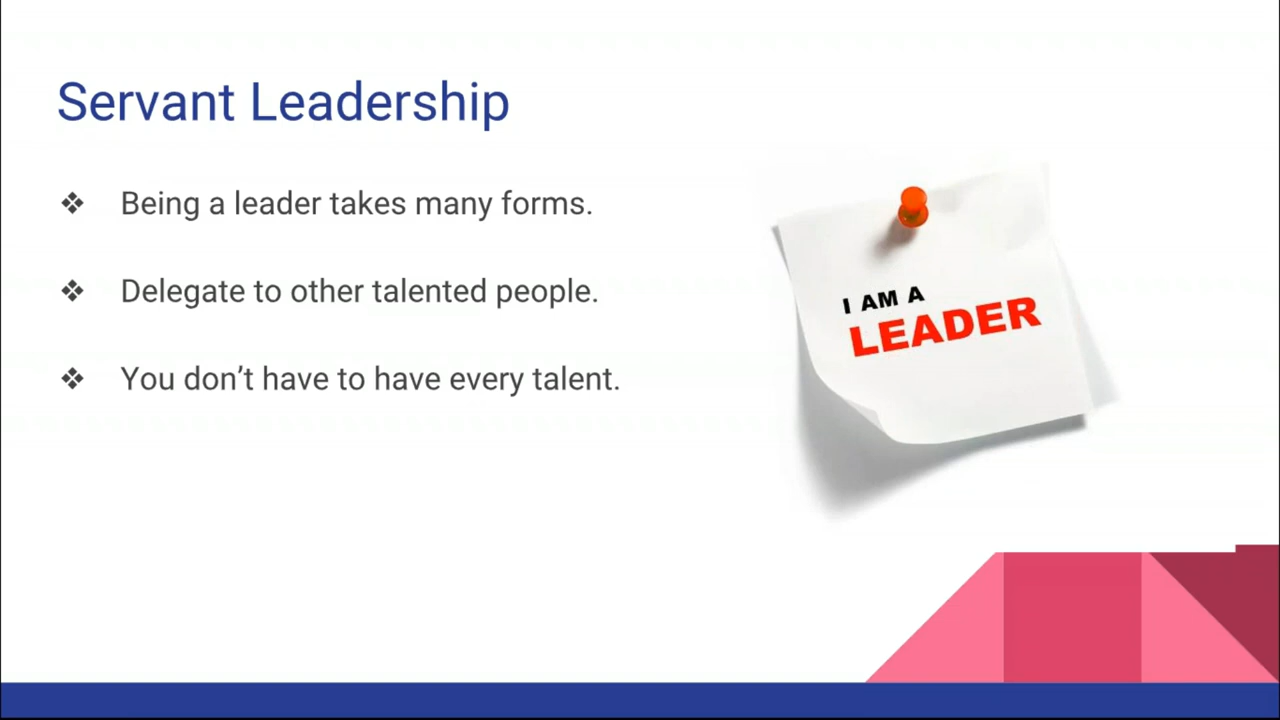 Servant Leadership
❖ Being a leader takes many forms.
❖ Delegate to other talented people.
❖ You don’t have to have every talent.
I AM A
LEADER